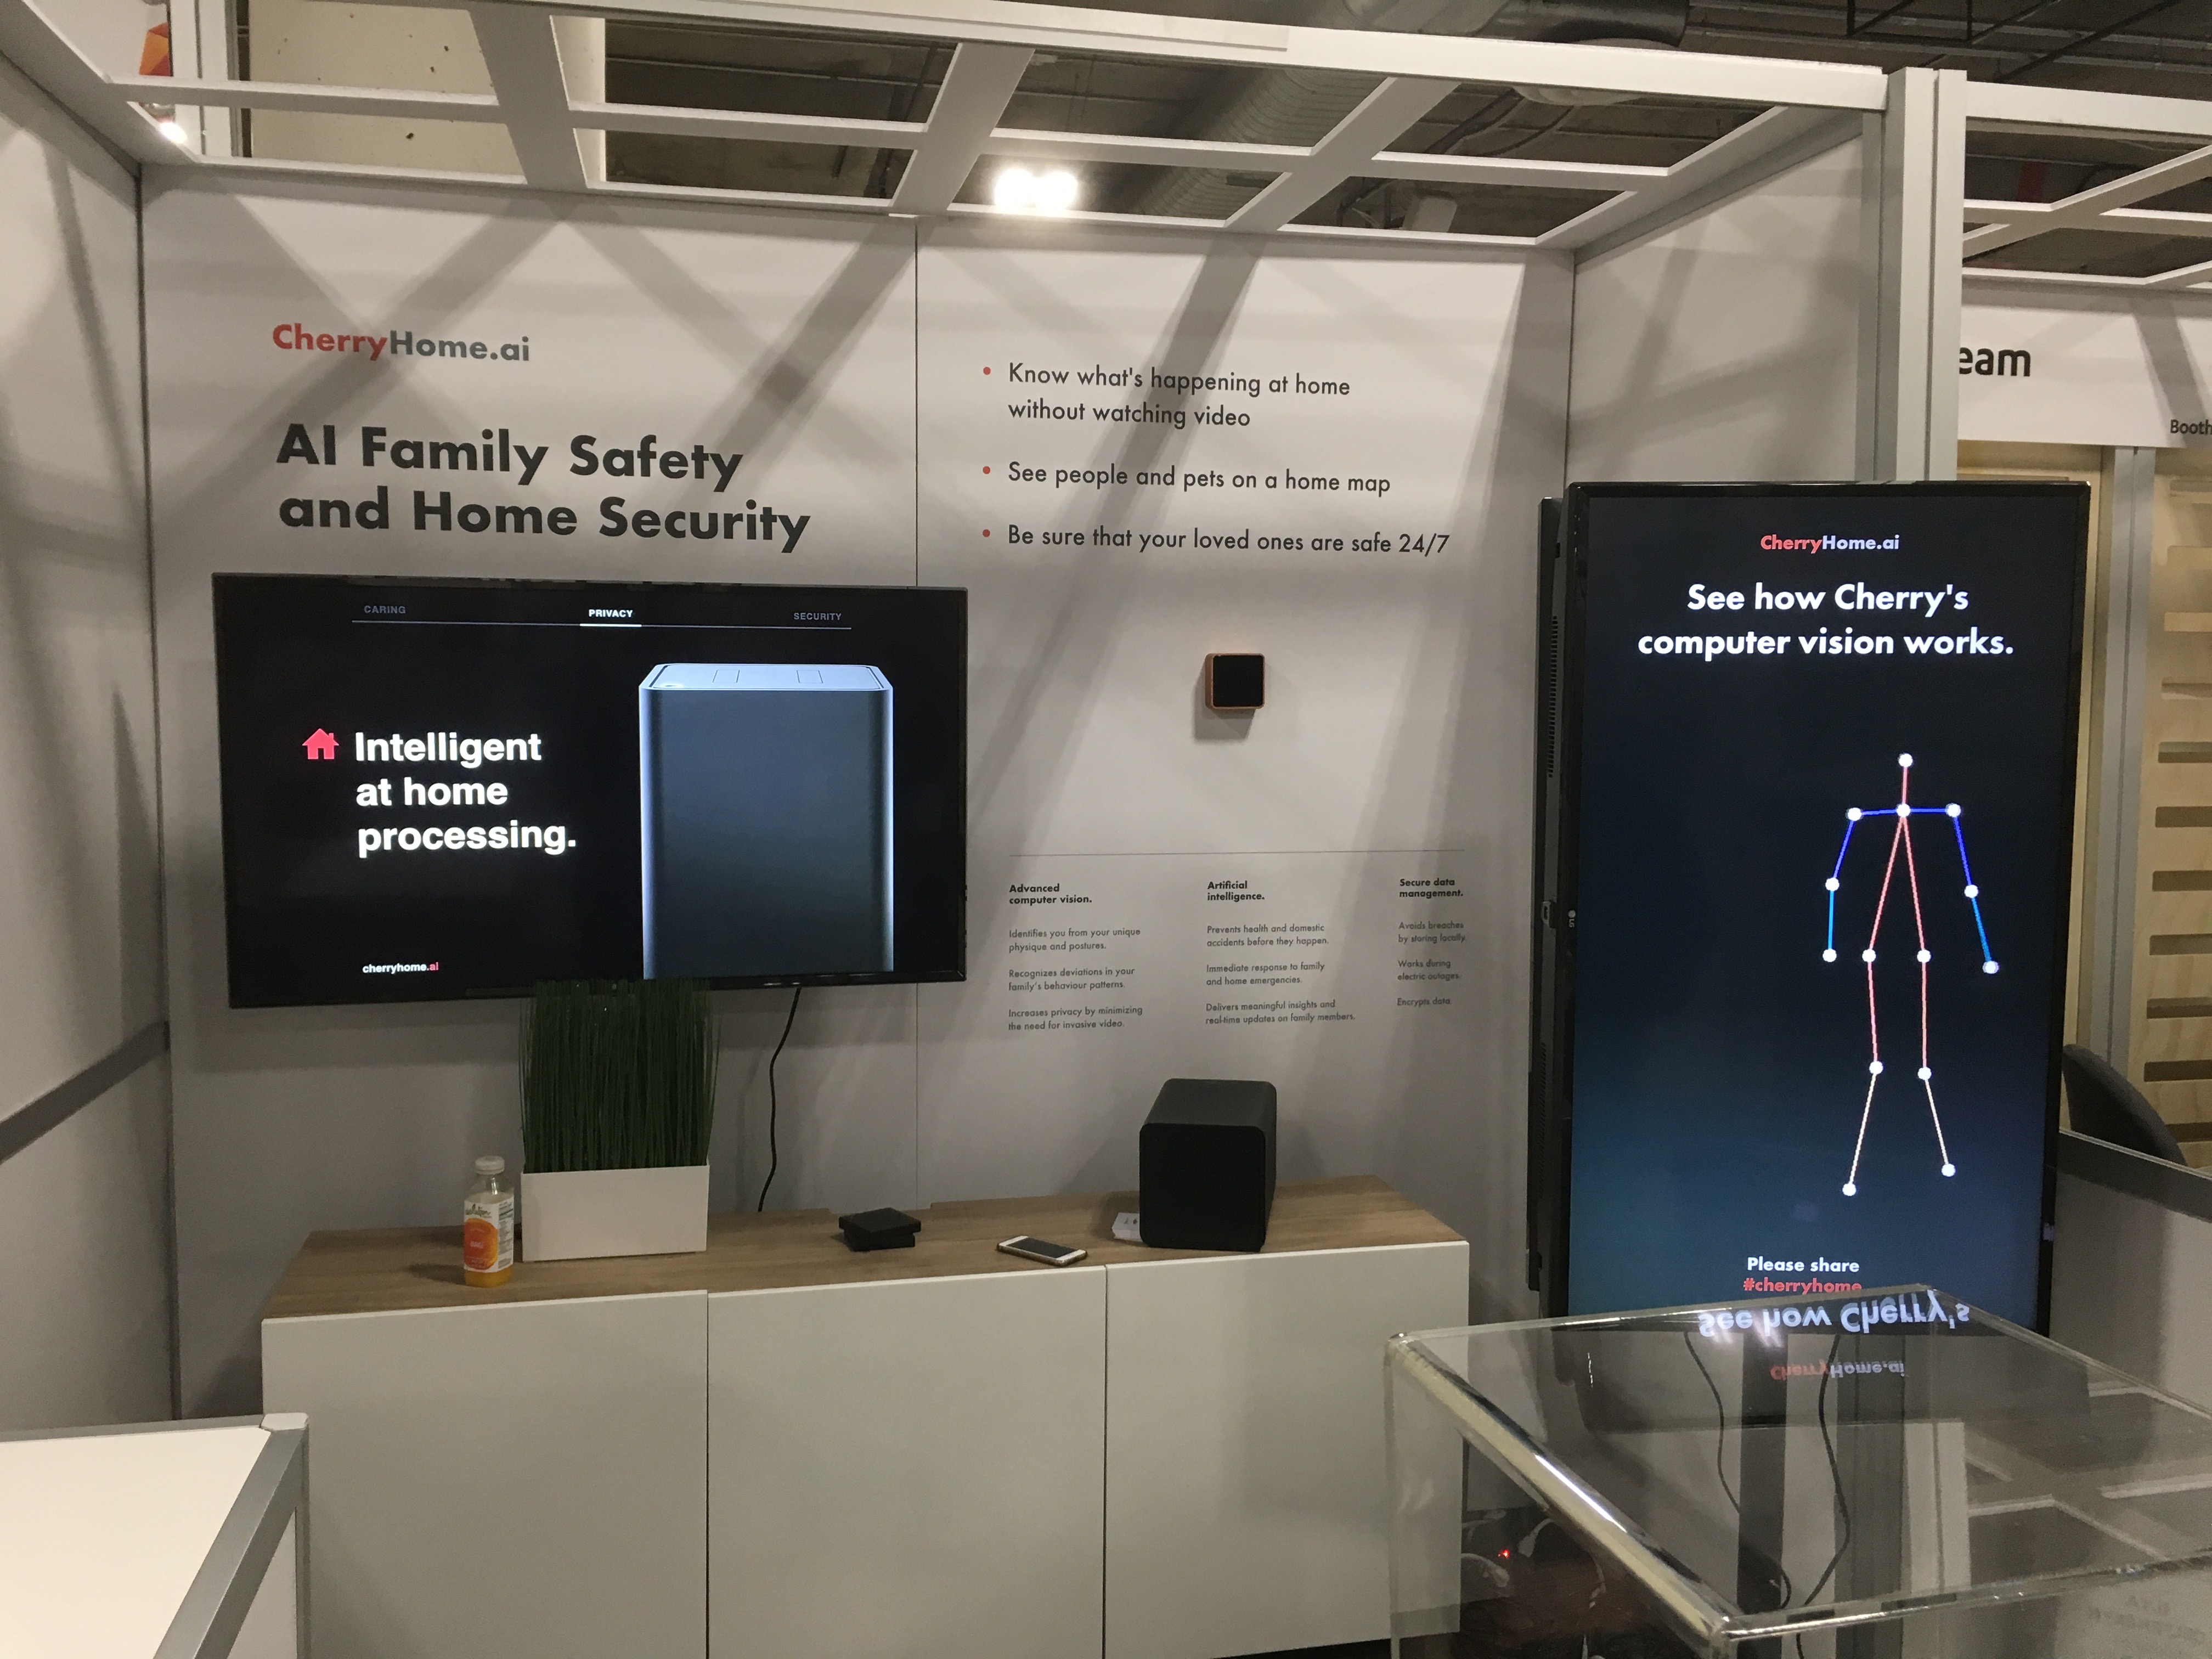 CherryHome.ai
AI Family Safety
and Home Security
• Know what's happening at home
without watching video
• See people and pets on a home map
• Be sure that your loved ones are safe 24/7
CARING
PRIVACY
SECURITY
Intelligent
at home
processing.
cherryhome.ai
Advanced
computer vision.
Identifies you from your unique
physique and postures.
Recognizes deviations in your
family's behaviour patterns.
Increases privacy by minimizing
the need for invasive video.
Artificial
intelligence.
Prevents health and domestic
accidents before they happen.
Immediate response to family
and home emergencies.
Delivers meaningful insights and
real-time updates on family members.
Secure data
management.
Avoids breaches
by storing locally.
Works during
electric outages.
Encrypts data.
CherryHome.ai
See how Cherry's
computer vision works.
Please share
#cherryhome
See how Cherry's
CherryHome.ai
eam
Booth
LG